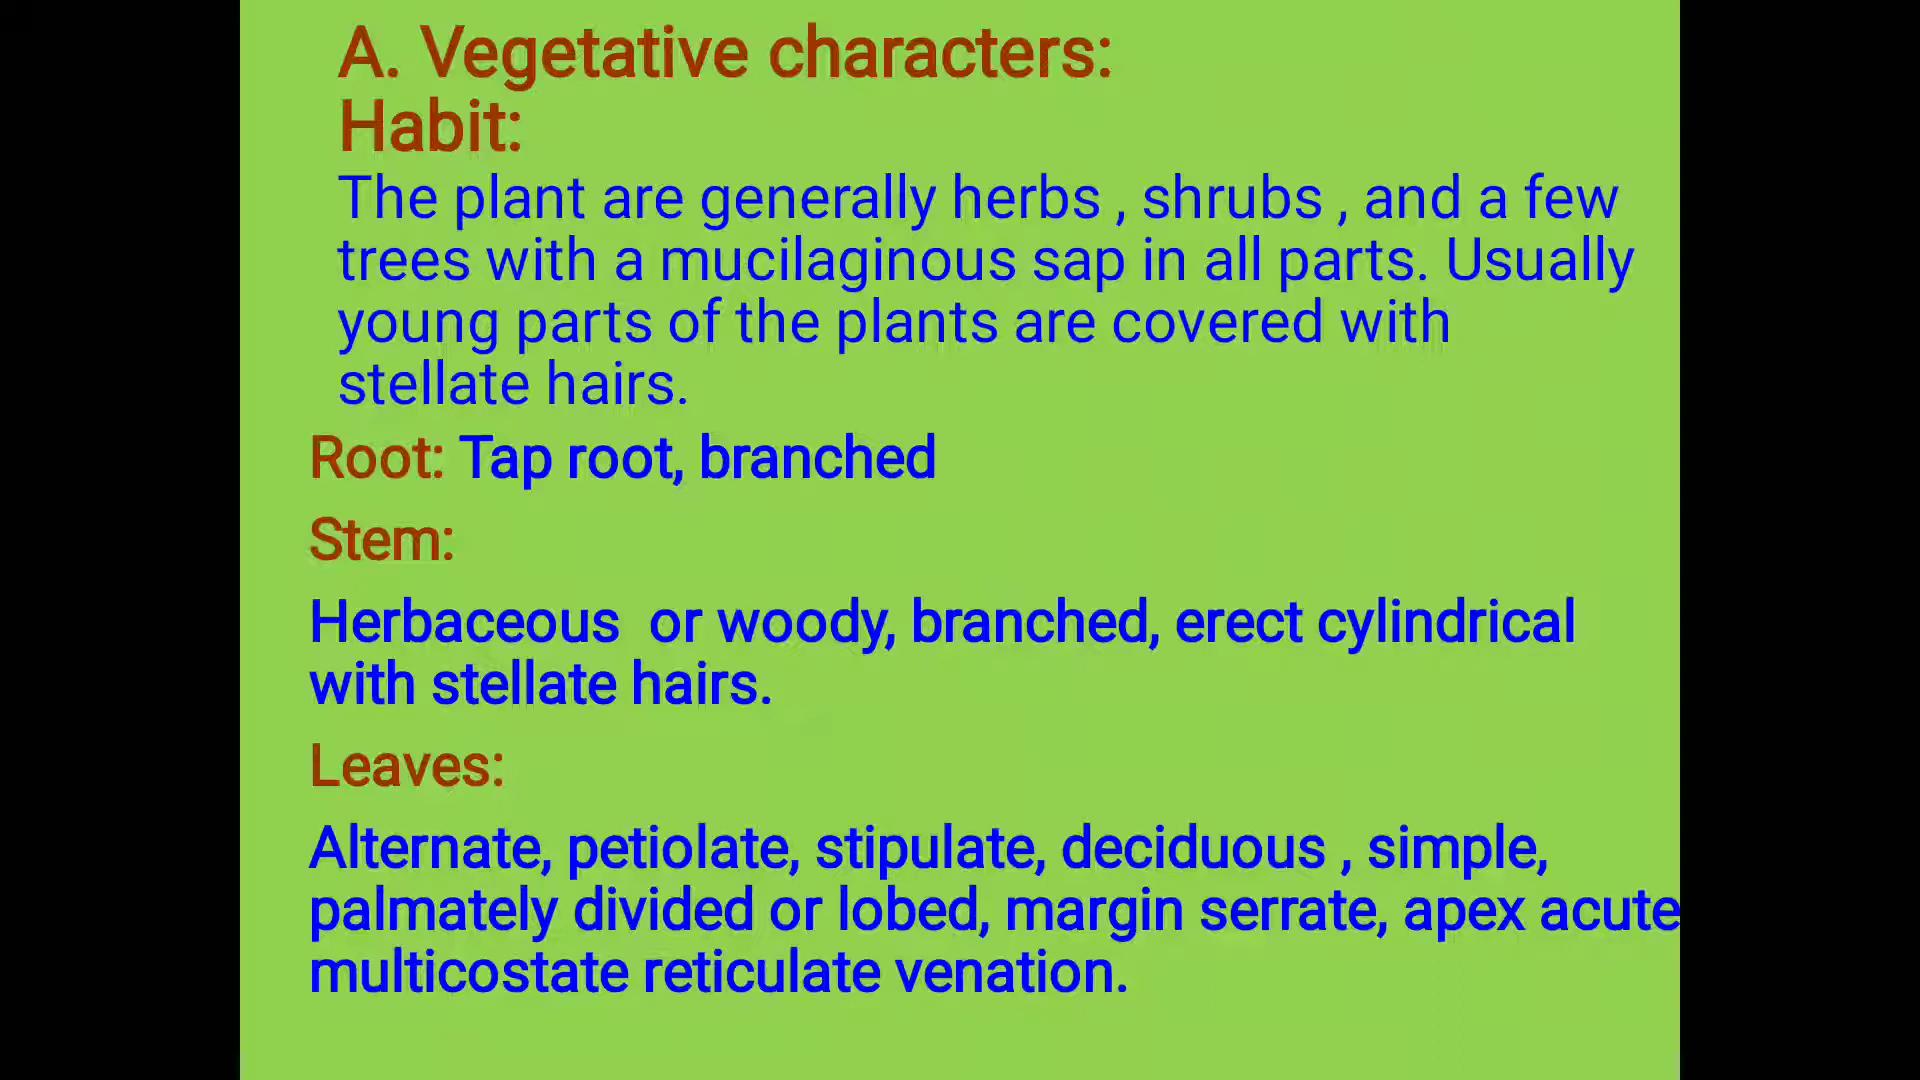 A. Vegetative characters:
Habit:
The plant are generally herbs , shrubs , and a few
trees with a mucilaginous sap in all parts. Usually
young parts of the plants are covered with
stellate hairs.
Root: Tap root, branched
Stem:
Herbaceous  or woody, branched, erect cylindrical
with stellate hairs.
Leaves:
Alternate, petiolate, stipulate, deciduous , simple,
palmately divided or lobed, margin serrate, apex acute
multicostate reticulate venation.